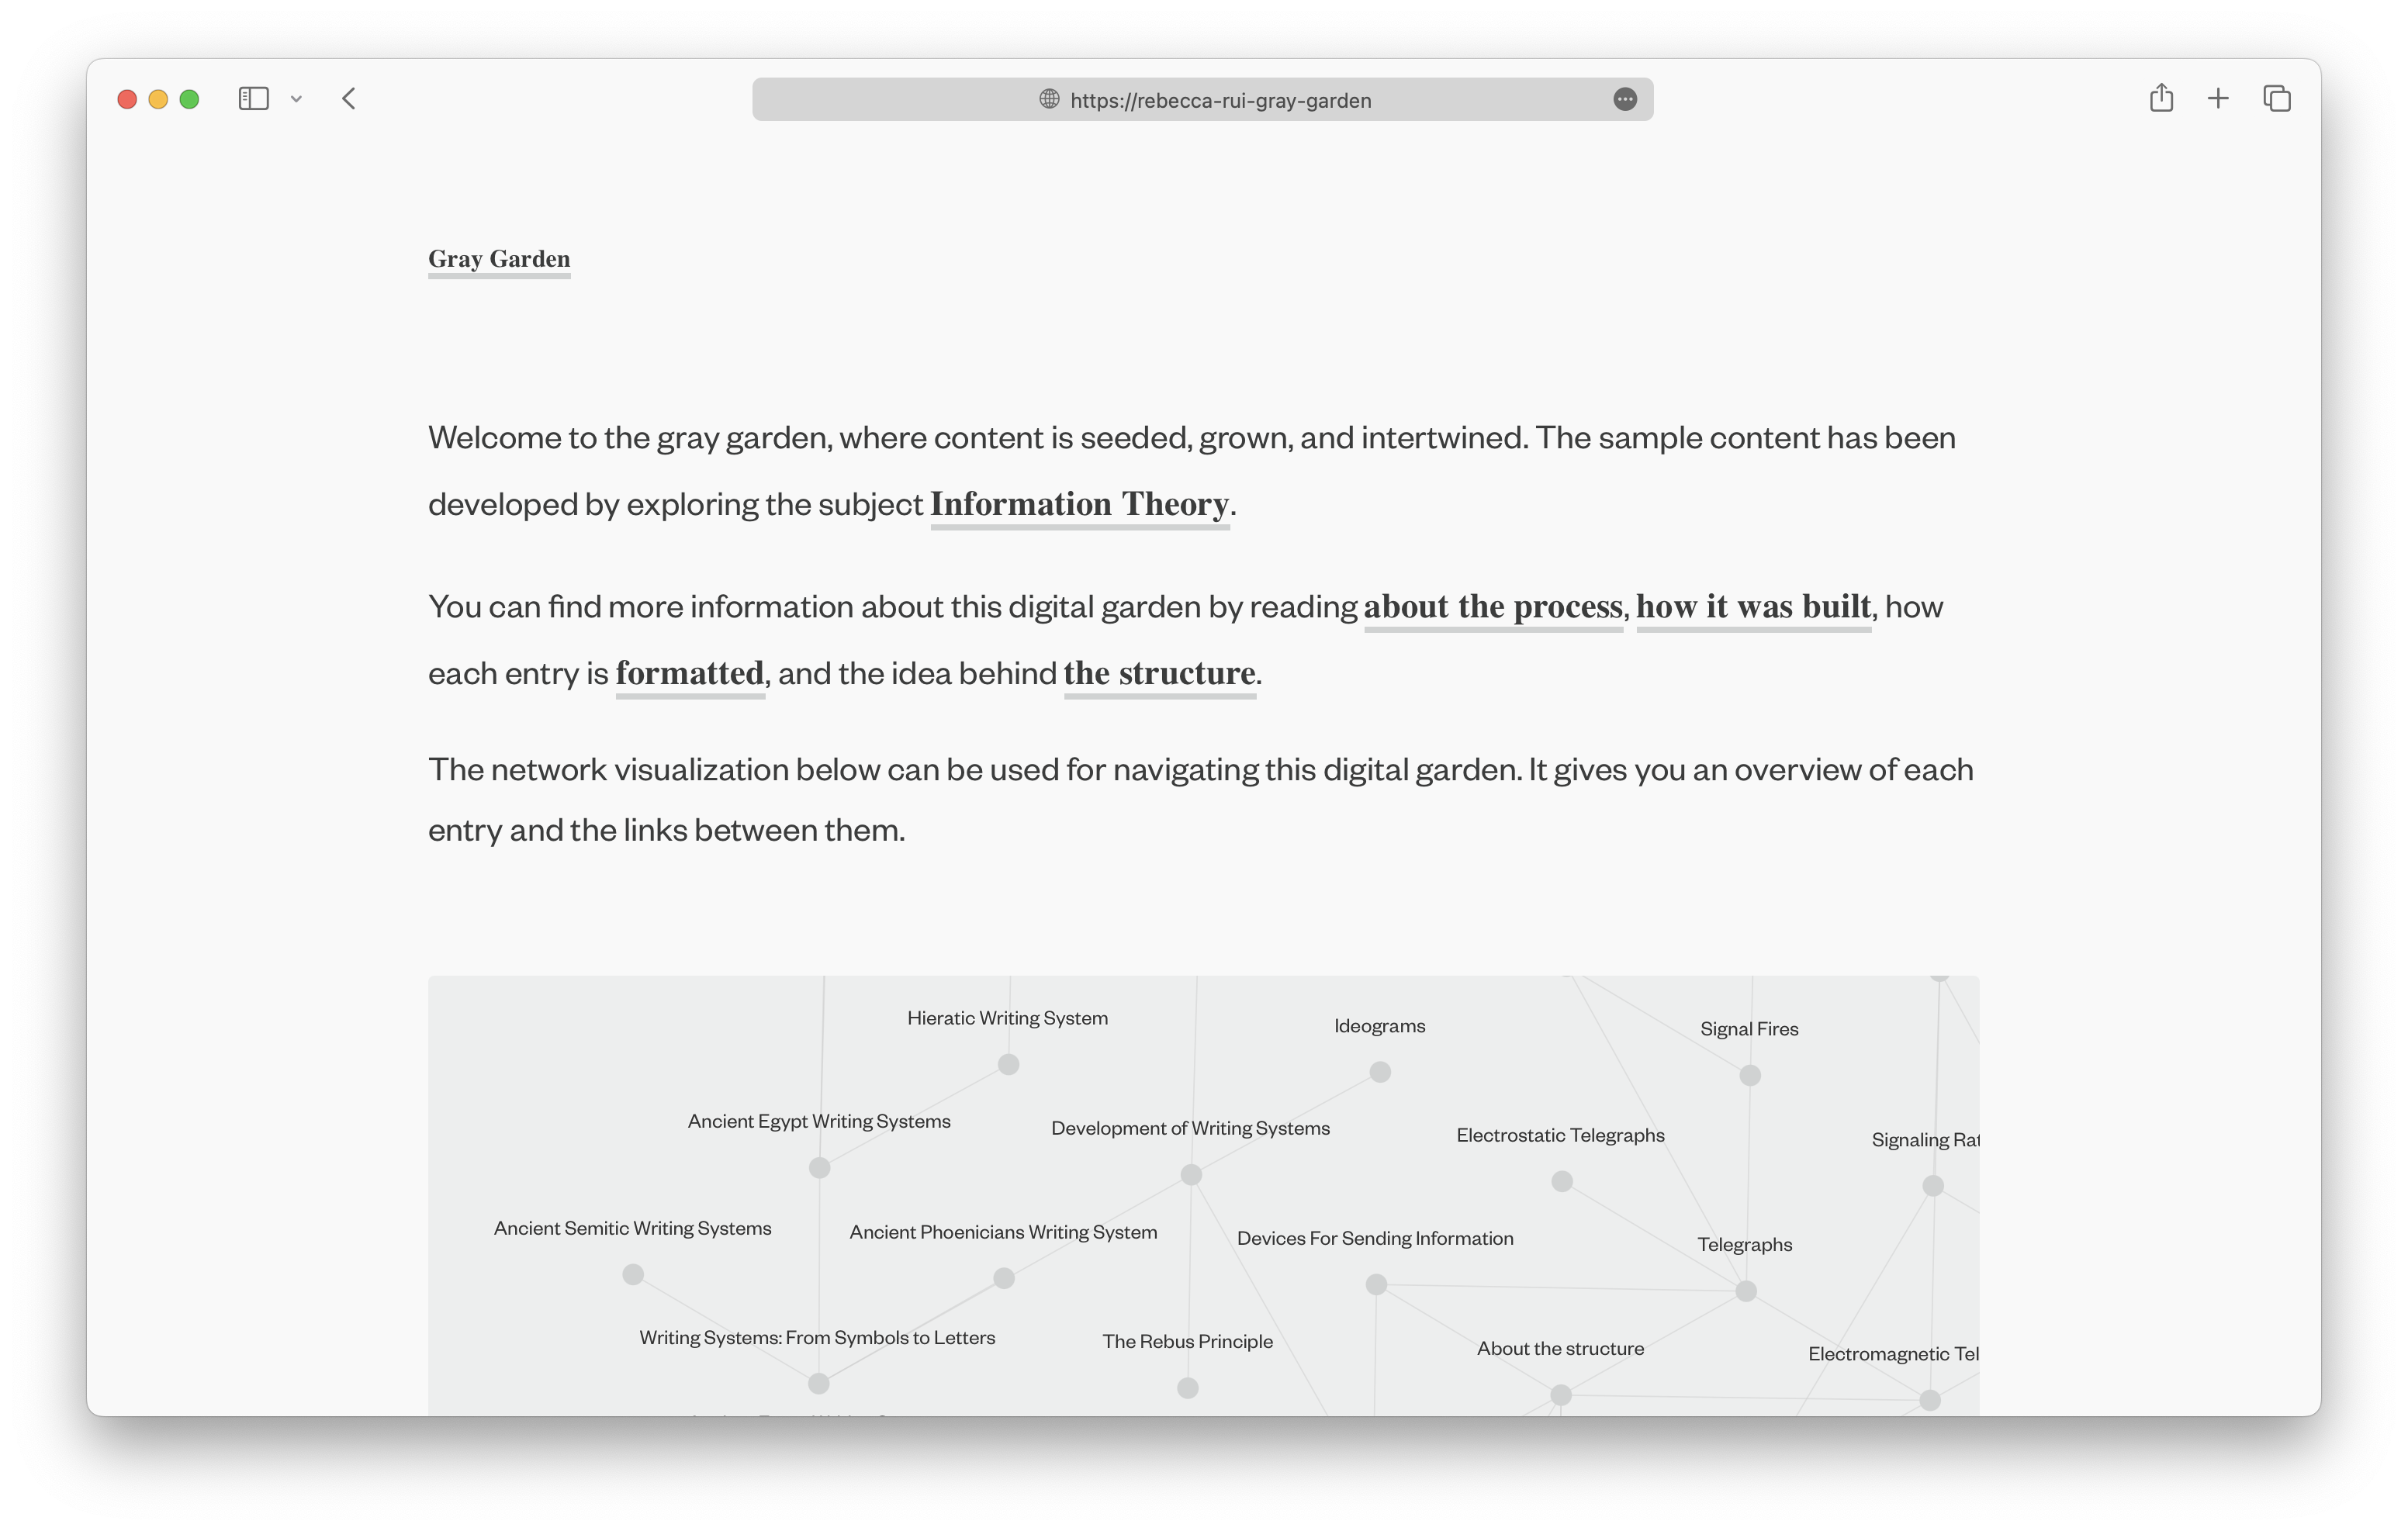 https://rebecca-rui-gray-garden
Gray Garden
Welcome to the gray garden, where content is seeded, grown, and intertwined. The sample content has been
developed by exploring the subject Information Theory.
You can find more information about this digital garden by reading about the process, how it was built, how
each entry is formatted, and the idea behind the structure.
The network visualization below can be used for navigating this digital garden. It gives you an overview of each
entry and the links between them.
Hieratic Writing System
Ideograms
Signal Fires
Ancient Egypt Writing Systems
Development of Writing Systems
Electrostatic Telegraphs
Signaling Rat
Ancient Semitic Writing Systems
Ancient Phoenicians Writing System
Devices For Sending Information
Telegraphs
Writing Systems: From Symbols to Letters
The Rebus Principle
About the structure
Electromagnetic Tel